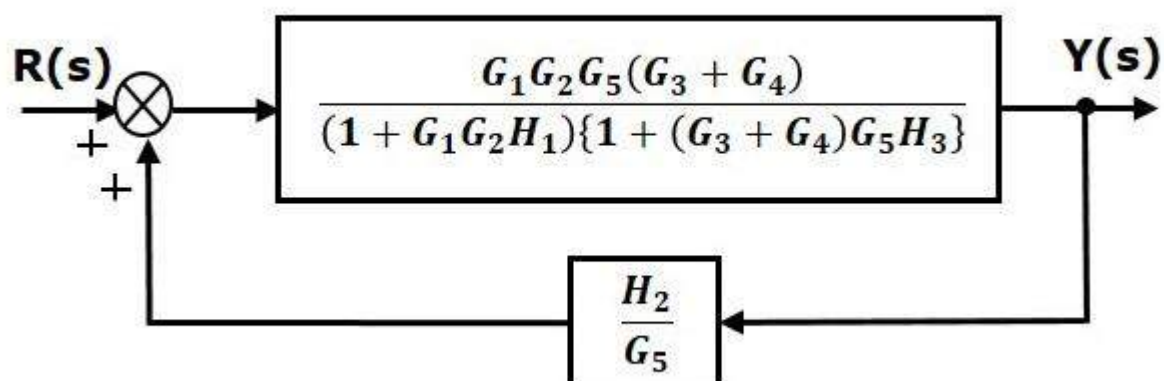 R(s)
Y(s)
G₁G₂G₅(G₃ + G₄)
(1 + G₁G₂H₁){1 + (G₃ + G₄)G₅H₃}
+
+
H₂
G₅